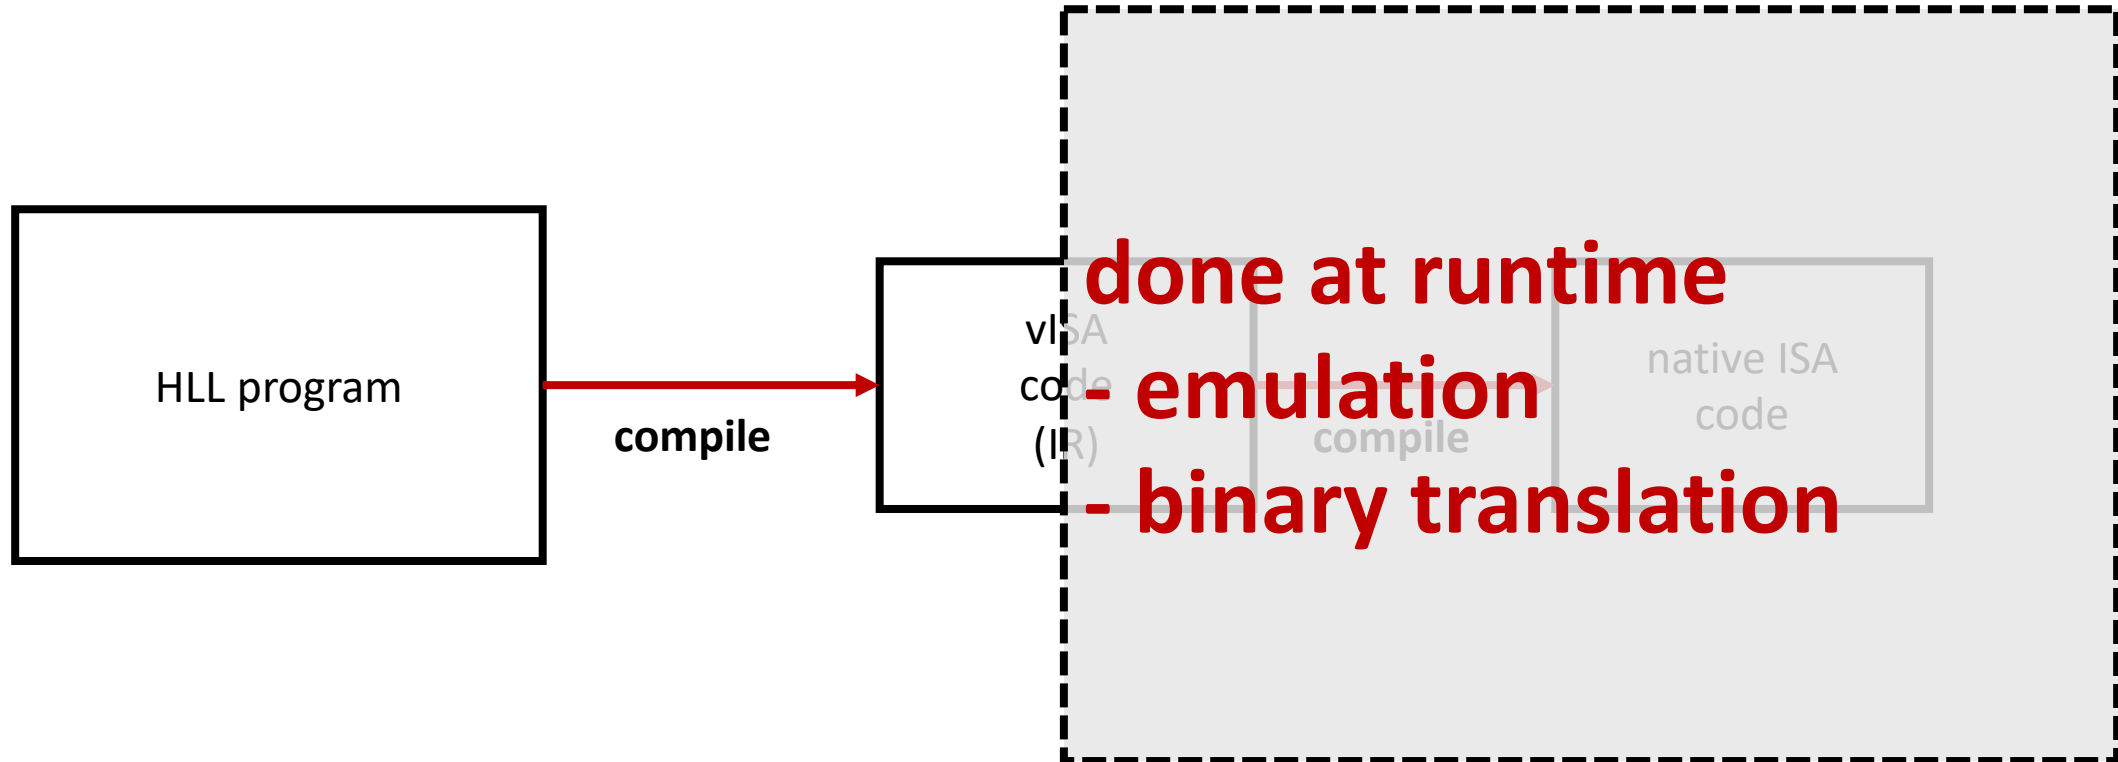 HLL program
compile
vISA
code
(IR)
compile
native ISA
code
done at runtime
- emulation
- binary translation